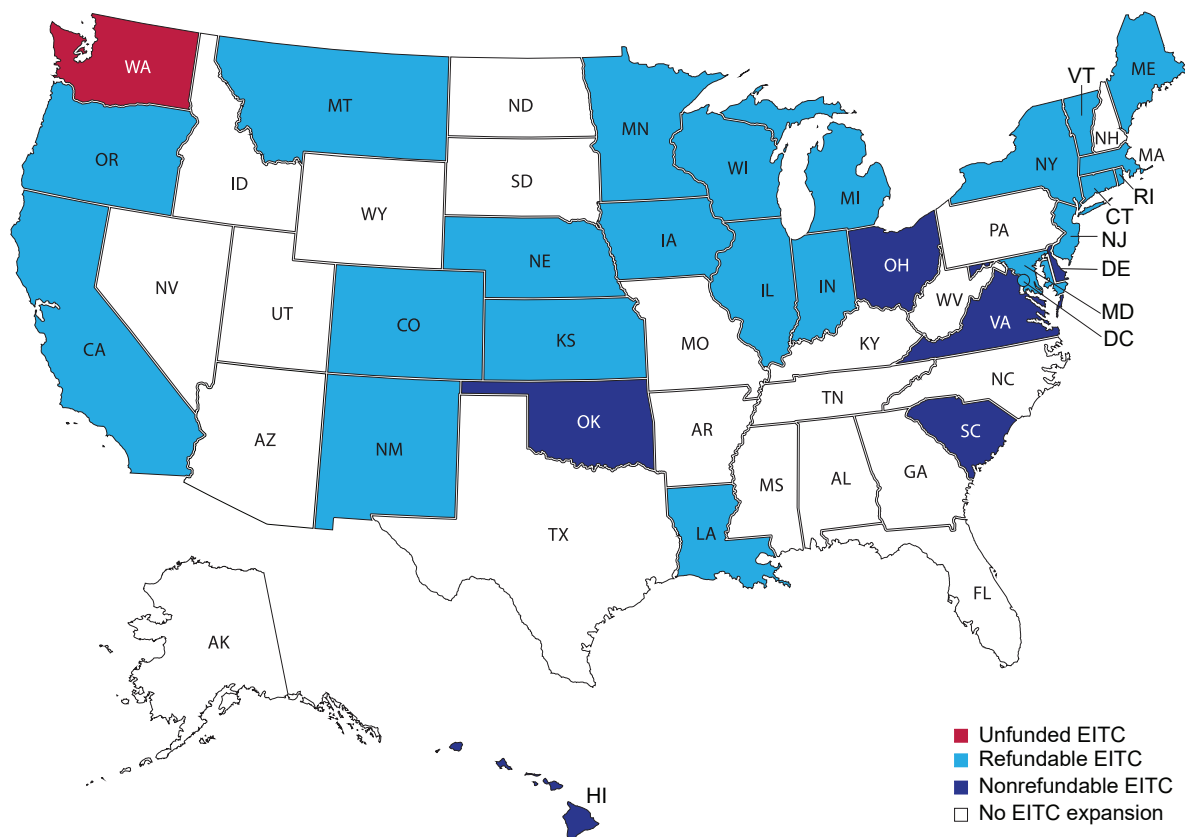 WA
MT
ND
MN
VT
ME
OR
ID
SD
WI
MI
NY
NH
MA
WY
RI
CT
IA
PA
NJ
NE
OH
DE
NV
UT
IL
IN
WV
MD
CO
VA
DC
CA
KS
MO
KY
NC
TN
AZ
NM
OK
AR
SC
MS
AL
GA
TX
LA
FL
AK
HI
Unfunded EITC
Refundable EITC
Nonrefundable EITC
No EITC expansion